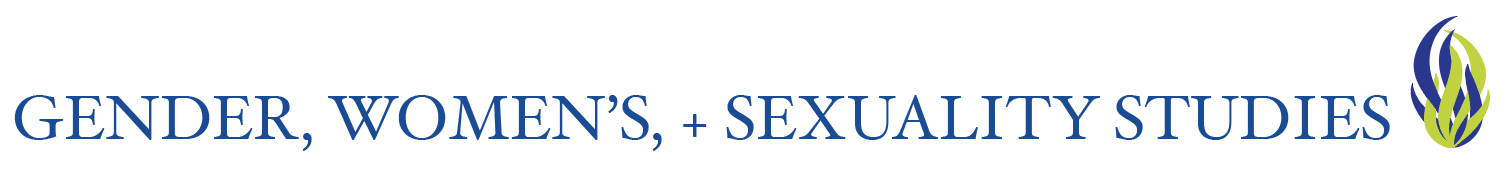 GENDER, WOMEN’S, + SEXUALITY STUDIES